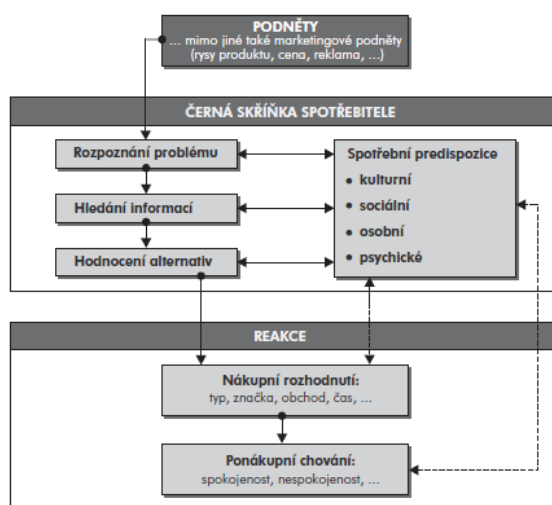 PODNĚTY
... mimo jiné také marketingové podněty
(rysy produktu, cena, reklama, ...)
ČERNÁ SKŘÍŇKA SPOTŘEBITELE
Rozpoznání problému
Hledání informací
Hodnocení alternativ
Spotřební predispozice
• kulturní
• sociální
• osobní
• psychické
REAKCE
Nákupní rozhodnutí:
typ, značka, obchod, čas, ...
Ponákupní chování:
spokojenost, nespokojenost, ...